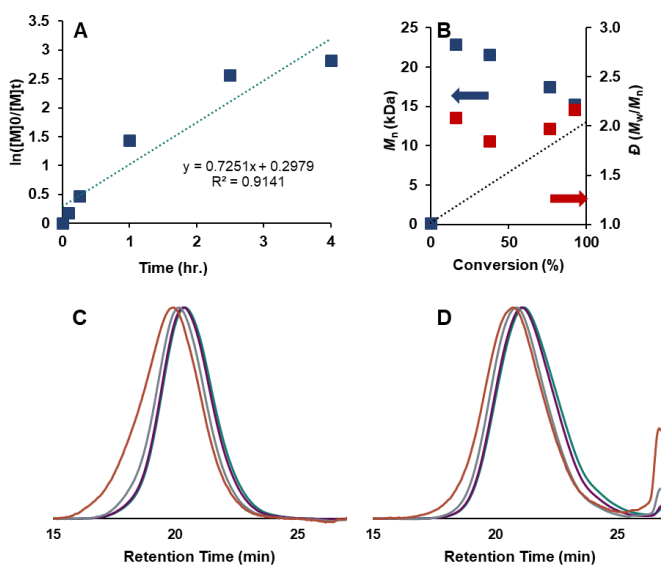 A
ln([M]0/[M]t)
3.5
3
2.5
2
1.5
1
0.5
0
y = 0.7251x + 0.2979
R² = 0.9141
0 1 2 3 4
Time (hr.)
B
Mn (kDa)
25
20
15
10
5
0
3.0
2.5
2.0
1.5
1.0
Đ (Mw/Mn)
0 50 100
Conversion (%)
C
15 20 25
Retention Time (min)
D
15 20 25
Retention Time (min)